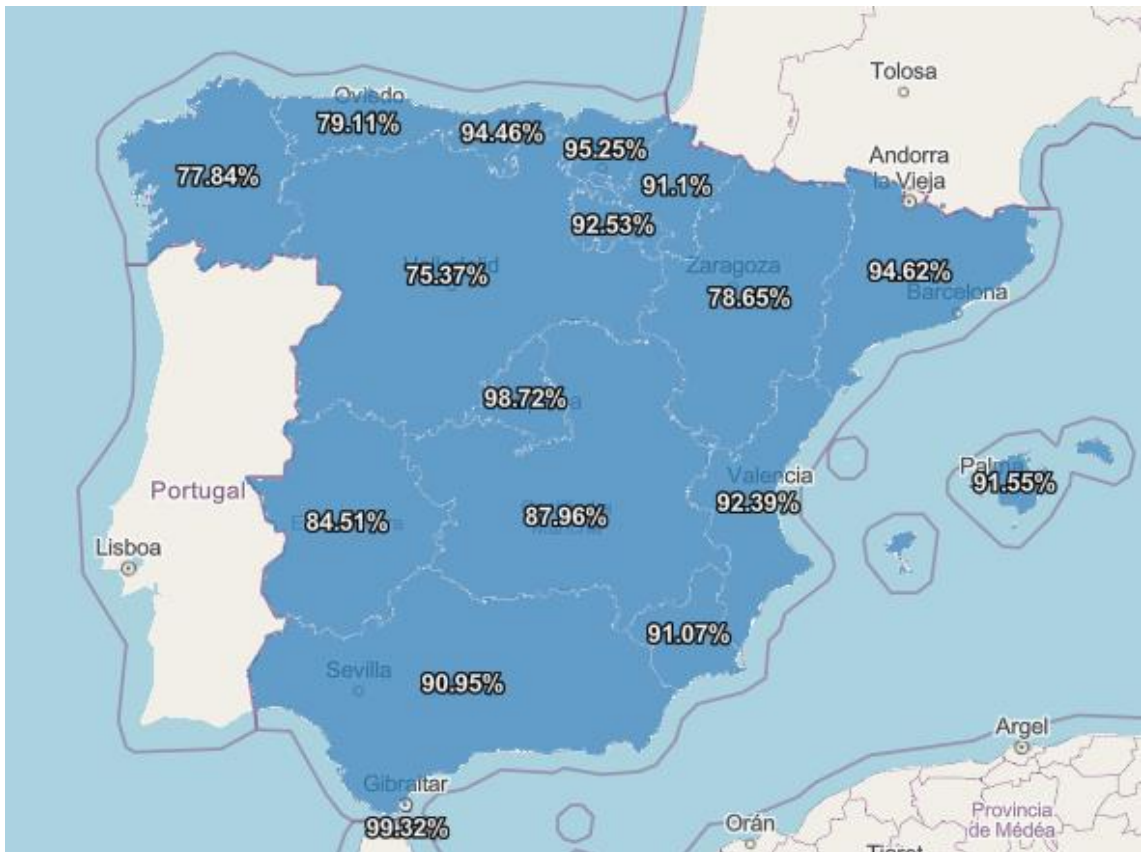 Tolosa
Oviedo
79.11%
94.46%
95.25%
Andorra
la Vieja
77.84%
91.1%
92.53%
Valladolid
75.37%
Zaragoza
78.65%
94.62%
Barcelona
98.72%
Portugal
Valencia
92.39%
Palma
91.55%
84.51%
87.96%
Lisboa
91.07%
Sevilla
90.95%
Argel
Gibraltar
99.32%
Orán
Provincia
de Médéa
Tiaret